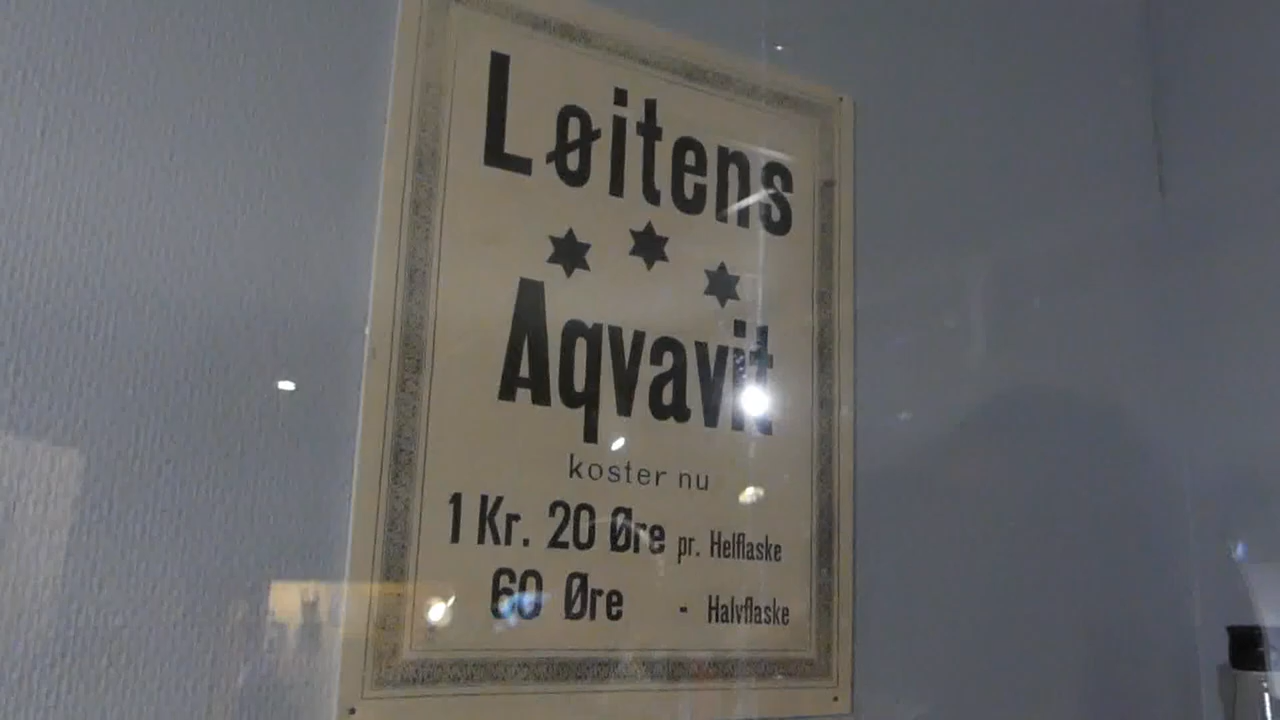 Løitens
Aqvavit
koster nu
1 Kr. 20 Øre pr. Helflaske
60 Øre - Halvflaske